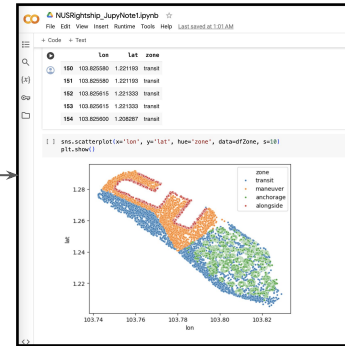 NUSRightship_JupyNote1.ipynb
File Edit View Insert Runtime Tools Help Last saved at 1:01 AM
+ Code + Text
lon lat zone
150 103.825580 1.221193 transit
151 103.825580 1.221193 transit
152 103.825615 1.221333 transit
153 103.825615 1.221333 transit
154 103.825600 1.208287 transit
[ ] sns.scatterplot(x='lon', y='lat', hue='zone', data=dfZone, s=10)
plt.show()
zone
transit
maneuver
anchorage
alongside
1.28
1.26
1.24
1.22
lat
103.74 103.76 103.78 103.80 103.82
lon